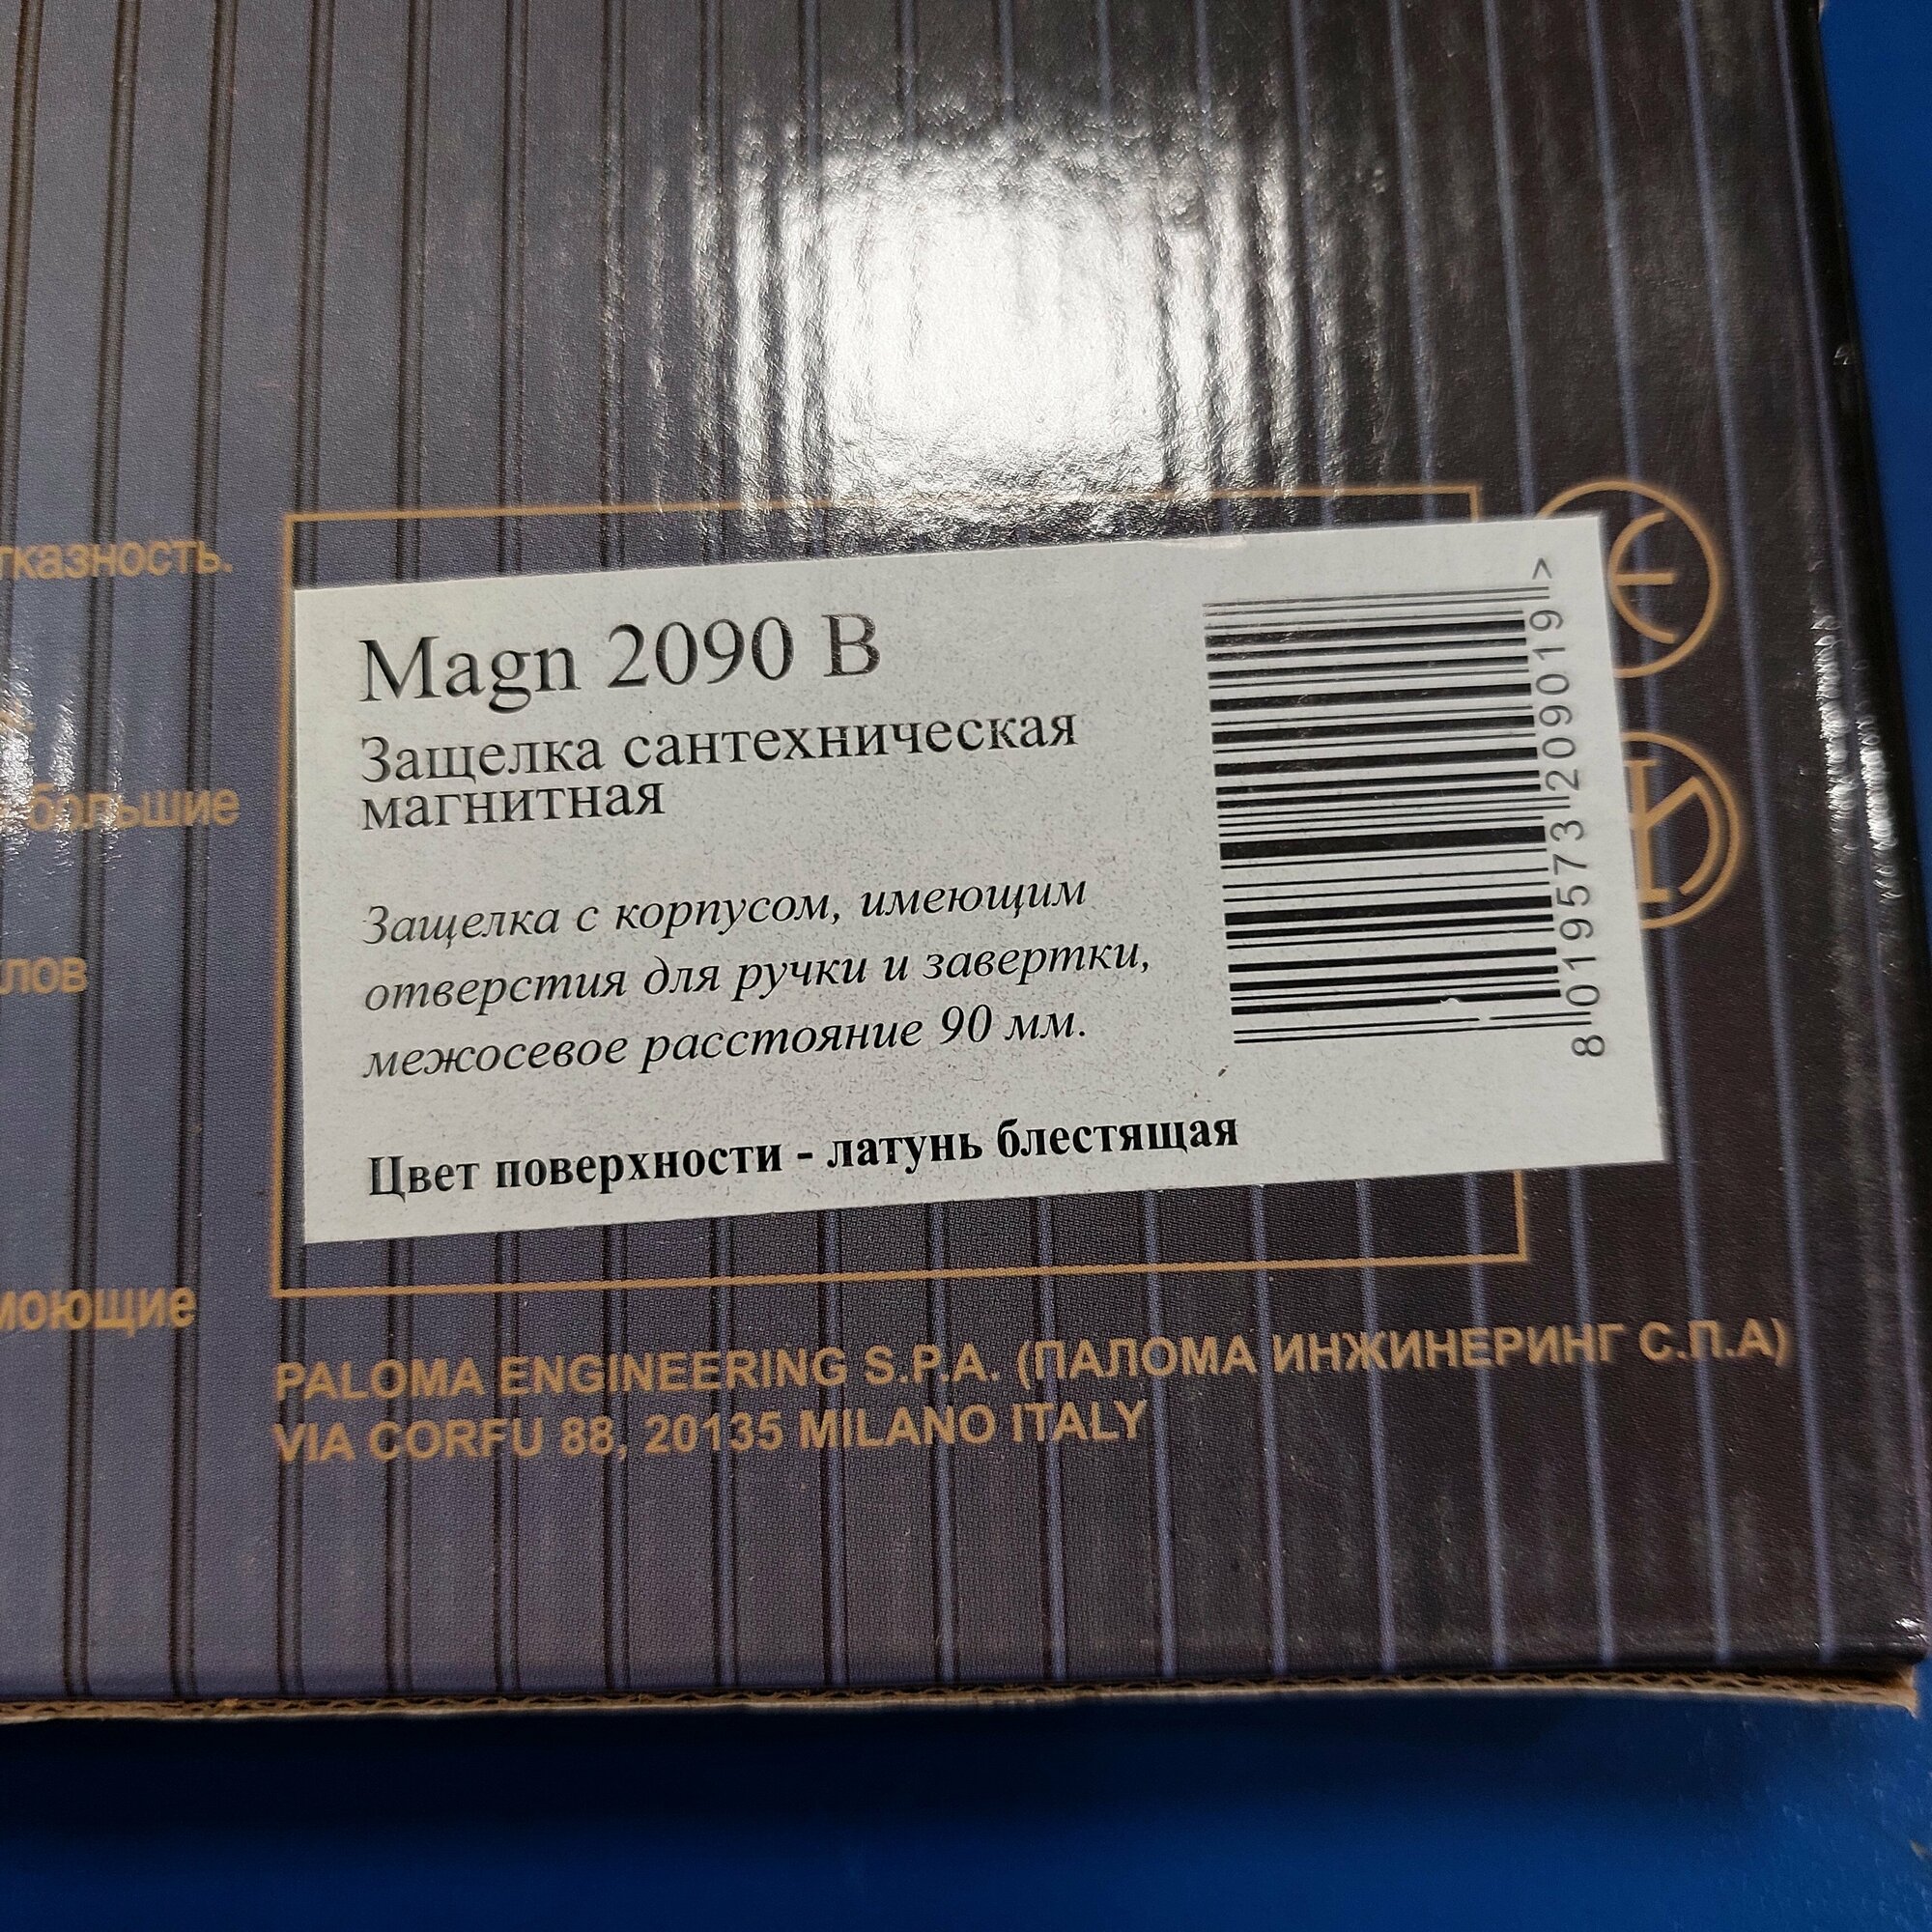 тказность.
большие
лов
моющие
Magn 2090 B
Защелка сантехническая
магнитная
Защелка с корпусом, имеющим
отверстия для ручки и завертки,
межосевое расстояние 90 мм.
Цвет поверхности - латунь блестящая
8 019573 209019 >
PALOMA ENGINEERING S.P.A. (ПАЛОМА ИНЖИНЕРИНГ С.П.А)
VIA CORFU 88, 20135 MILANO ITALY